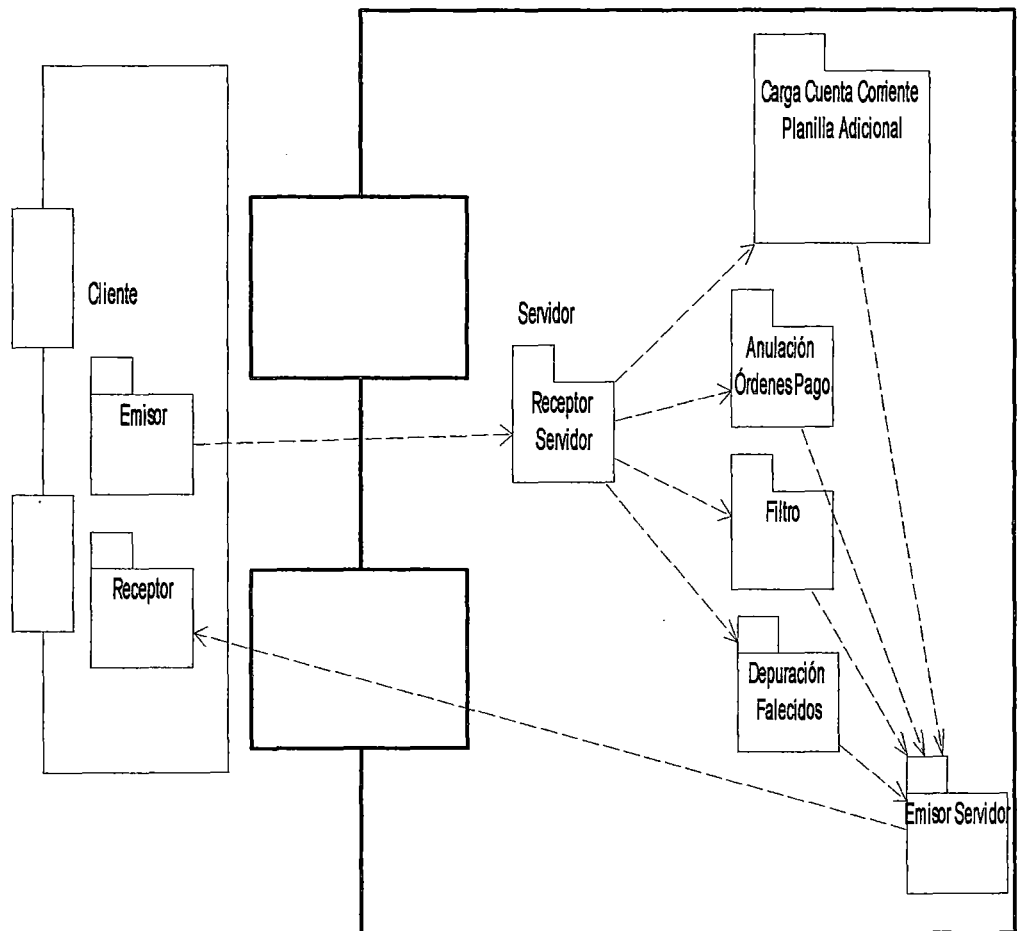 Carga Cuenta Corriente
Planilla Adicional
Cliente
Servidor
Anulación
Órdenes Pago
Emisor
Receptor
Servidor
Filtro
Receptor
Depuración
Falecidos
Emisor Servidor